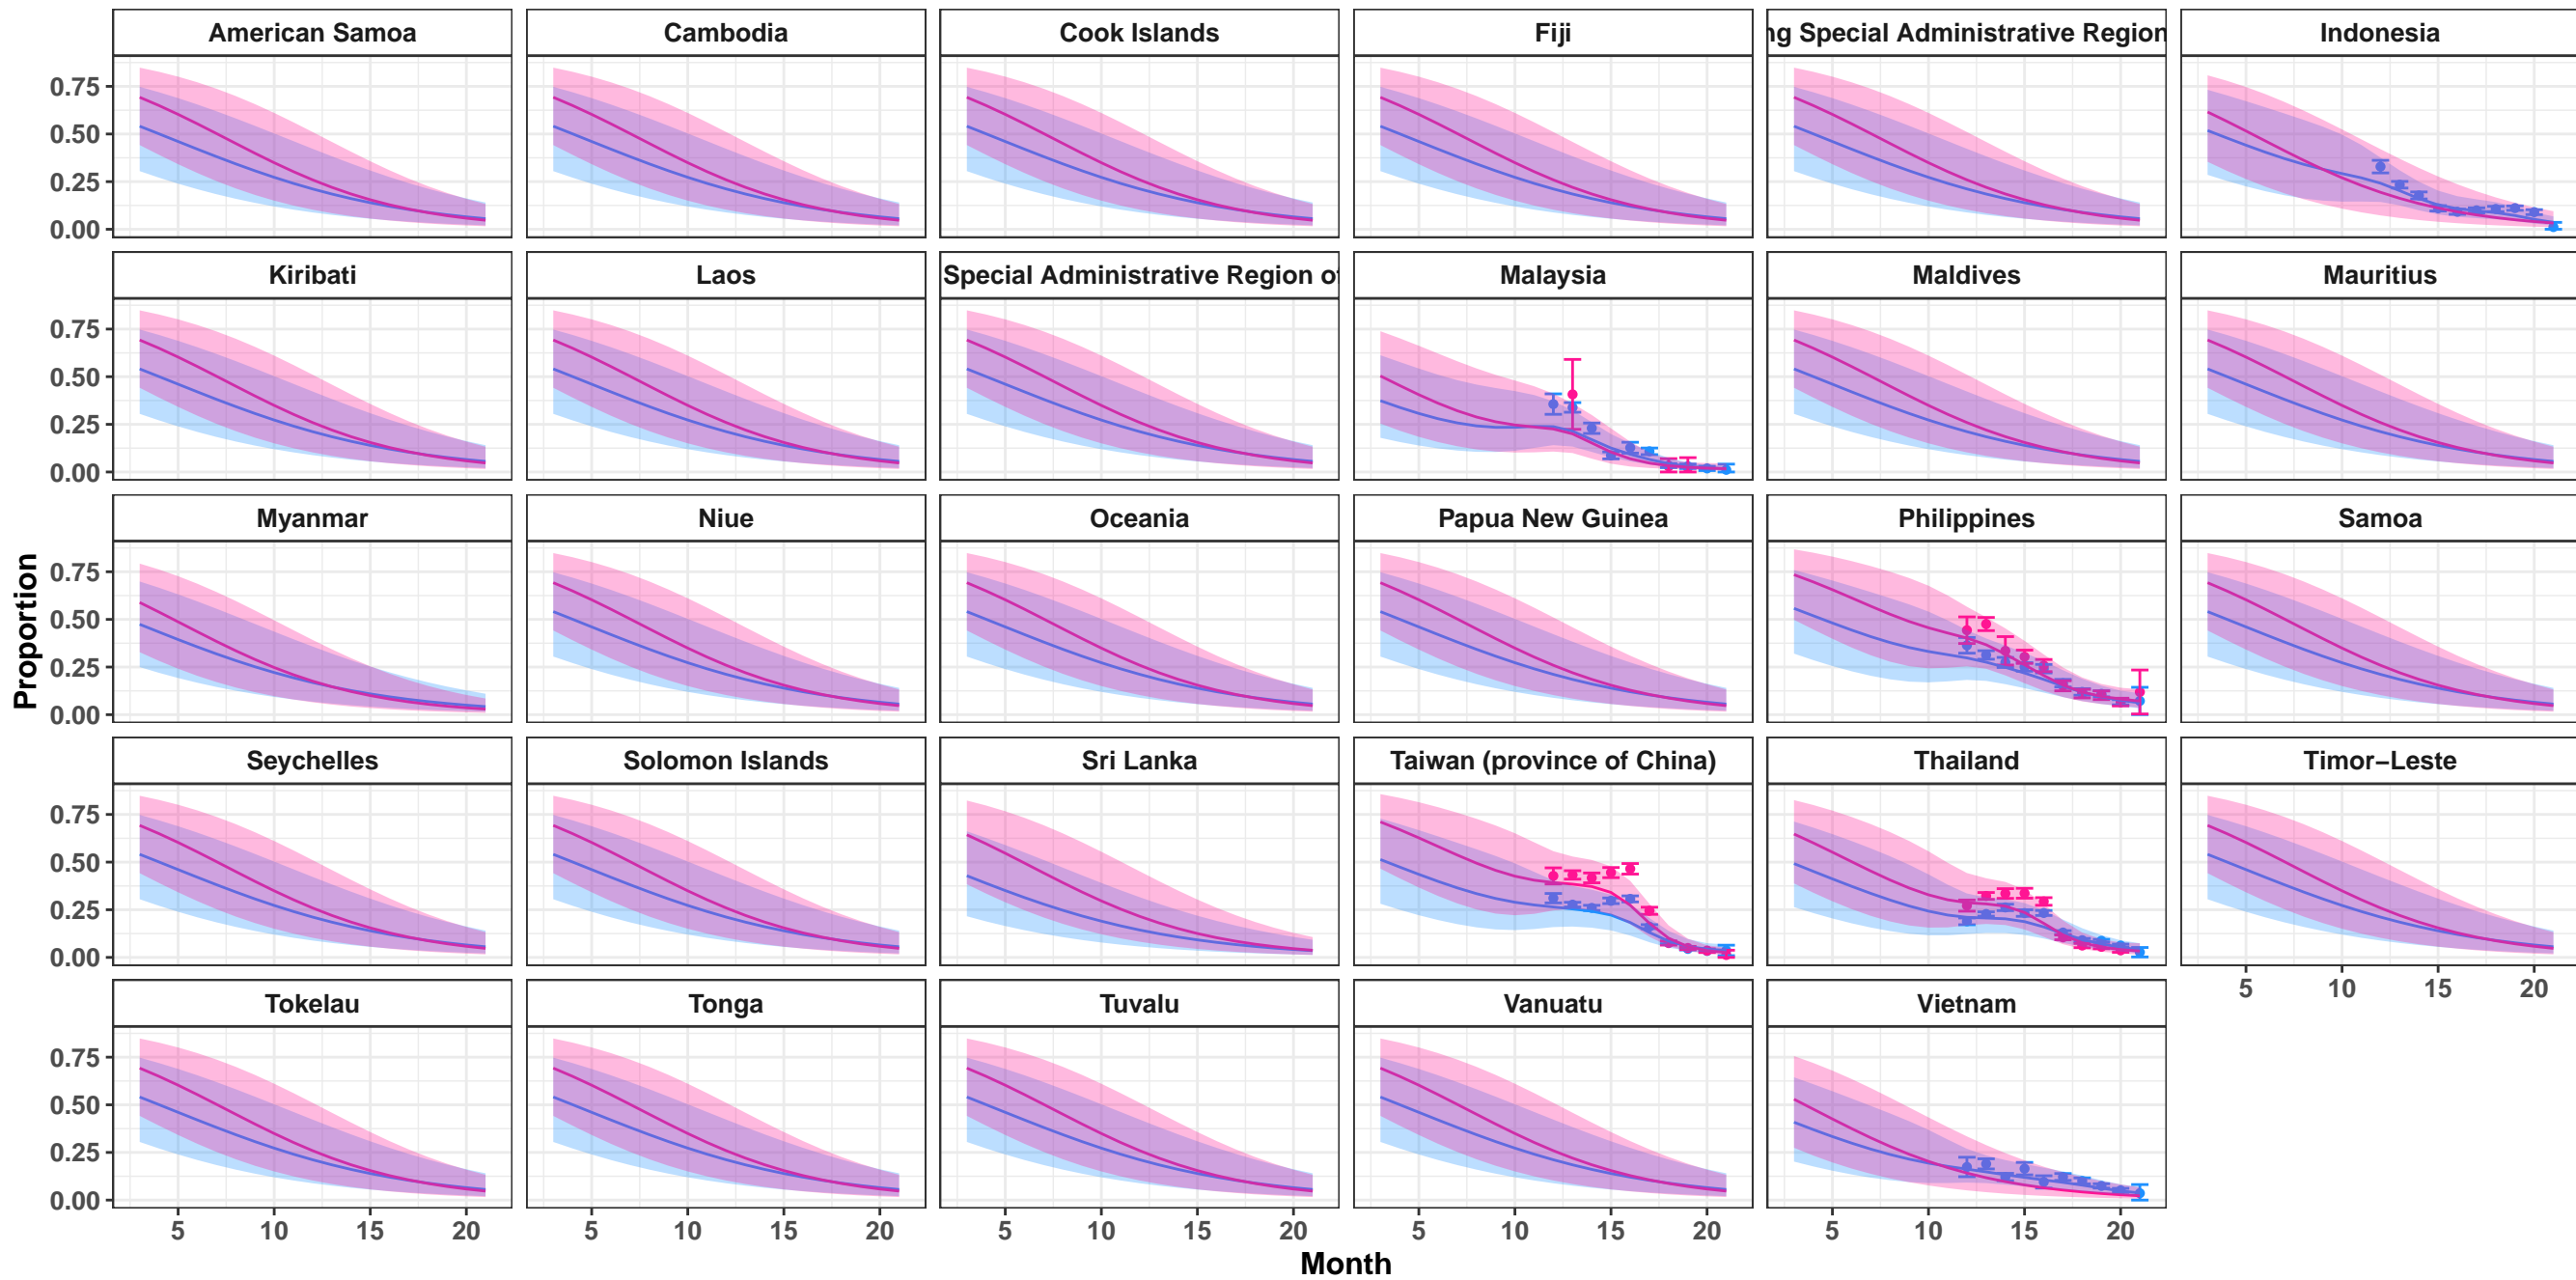 American Samoa
Cambodia
Cook Islands
Fiji
Special Administrative Region
Indonesia
0.75
0.50
0.25
0.00
Kiribati
Laos
Special Administrative Region
Malaysia
Maldives
Mauritius
0.75
0.50
0.25
0.00
Myanmar
Niue
Oceania
Papua New Guinea
Philippines
Samoa
0.75
0.50
0.25
0.00
Seychelles
Solomon Islands
Sri Lanka
Taiwan (province of China)
Thailand
Timor−Leste
0.75
0.50
0.25
0.00
5 10 15 20
Tokelau
Tonga
Tuvalu
Vanuatu
Vietnam
0.75
0.50
0.25
0.00
5 10 15 20
5 10 15 20
5 10 15 20
5 10 15 20
5 10 15 20
Month
Proportion